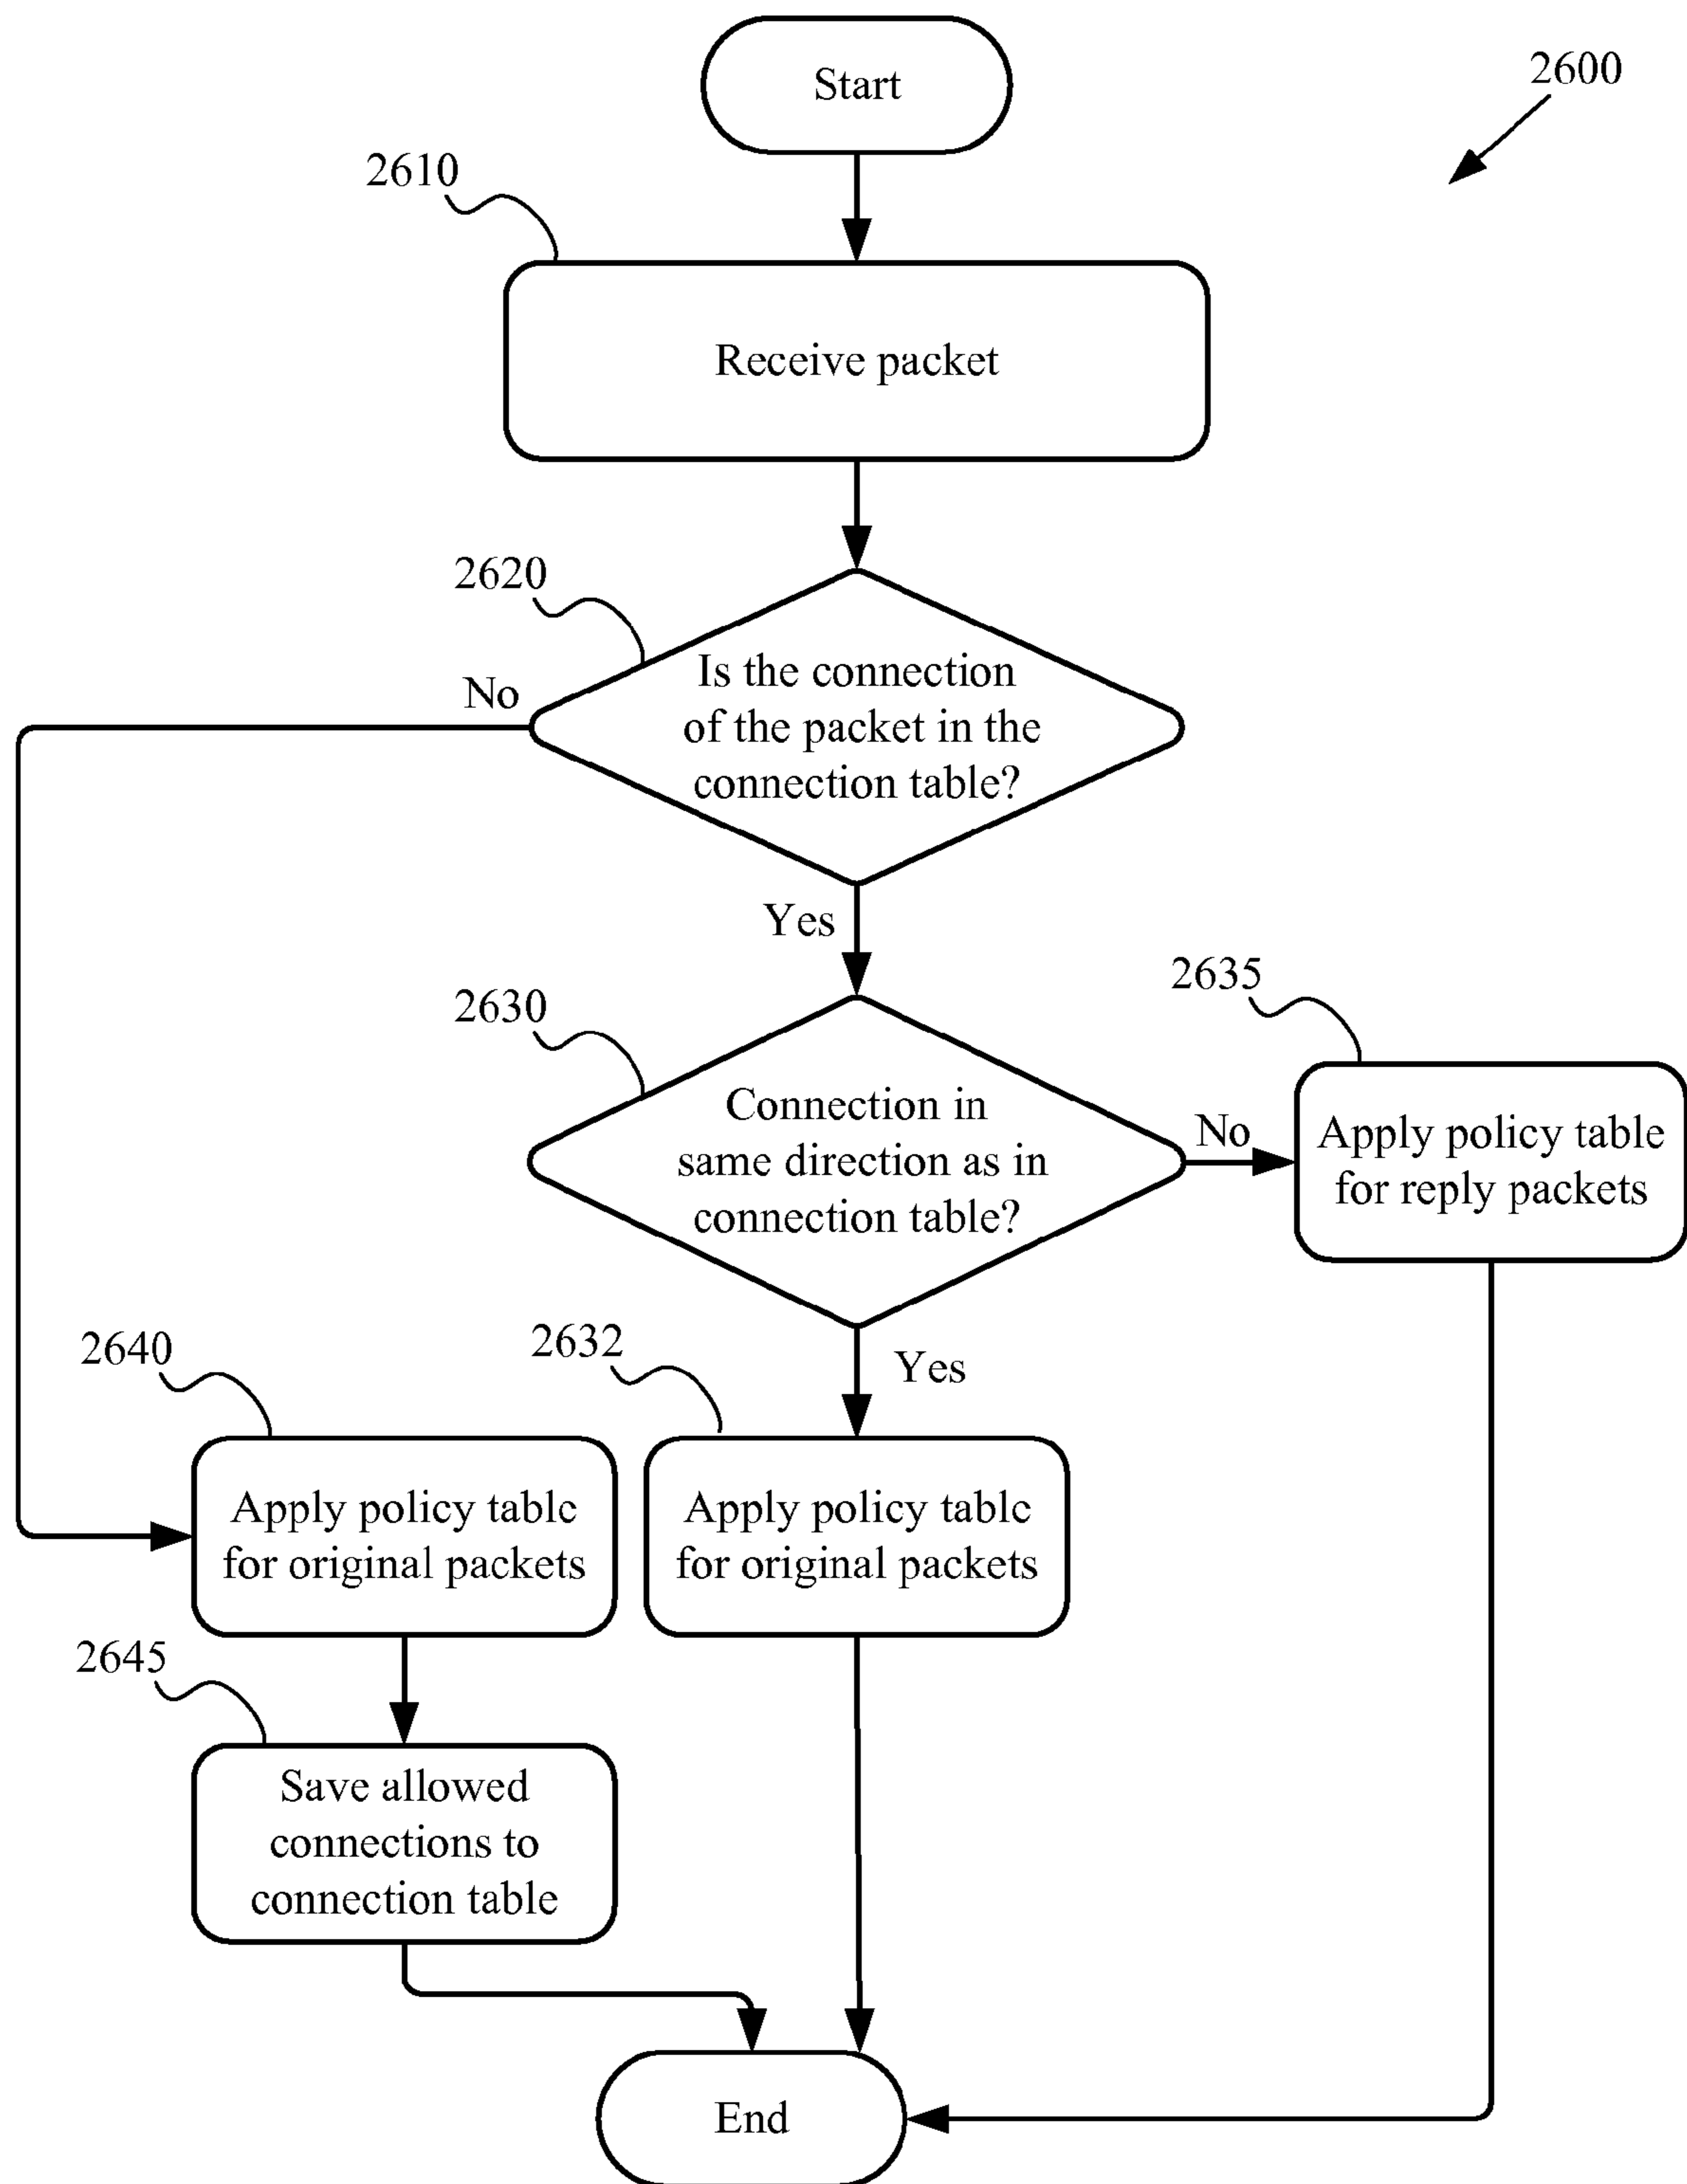 Start
2600
2610
Receive packet
2620
Is the connection
of the packet in the
connection table?
No
Yes
2630
Connection in
same direction as in
connection table?
No
2635
Apply policy table
for reply packets
Yes
2640
Apply policy table
for original packets
2632
Apply policy table
for original packets
2645
Save allowed
connections to
connection table
End